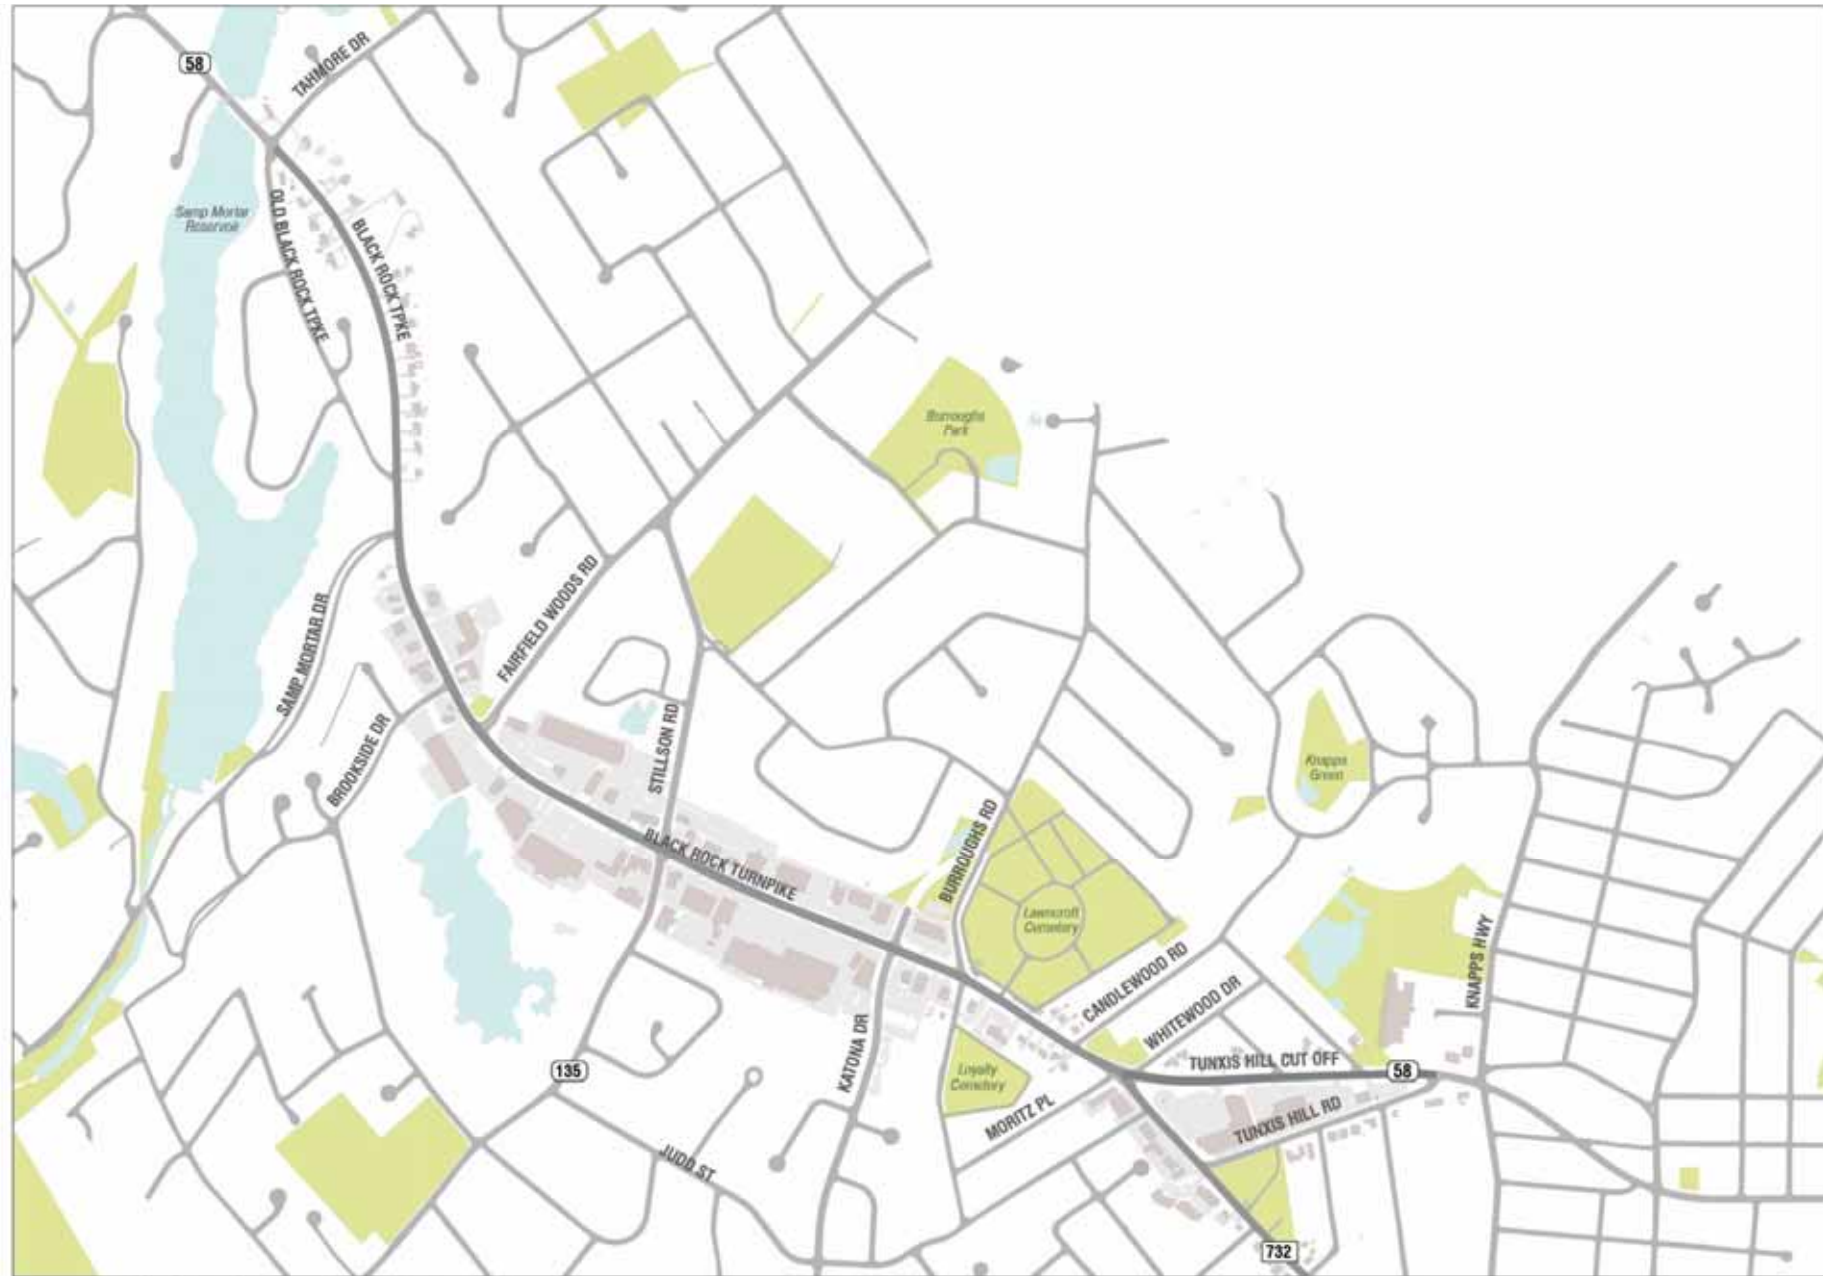 58
TAHMORE DR
Samp Mortar
Reservoir
OLD BLACK ROCK TPKE
BLACK ROCK TPKE
Burroughs
Park
FAIRFIELD WOODS RD
SAMP MORTAR DR
BROOKSIDE DR
STILLSON RD
Knapps
Green
BLACK ROCK TURNPIKE
BURROUGHS RD
Lawncroft
Cemetery
CANDLEWOOD RD
WHITEWOOD DR
KNAPPS HWY
KATONA DR
135
Loyalty
Cemetery
TUNXIS HILL CUT OFF
58
MORITZ PL
TUNXIS HILL RD
JUDD ST
732